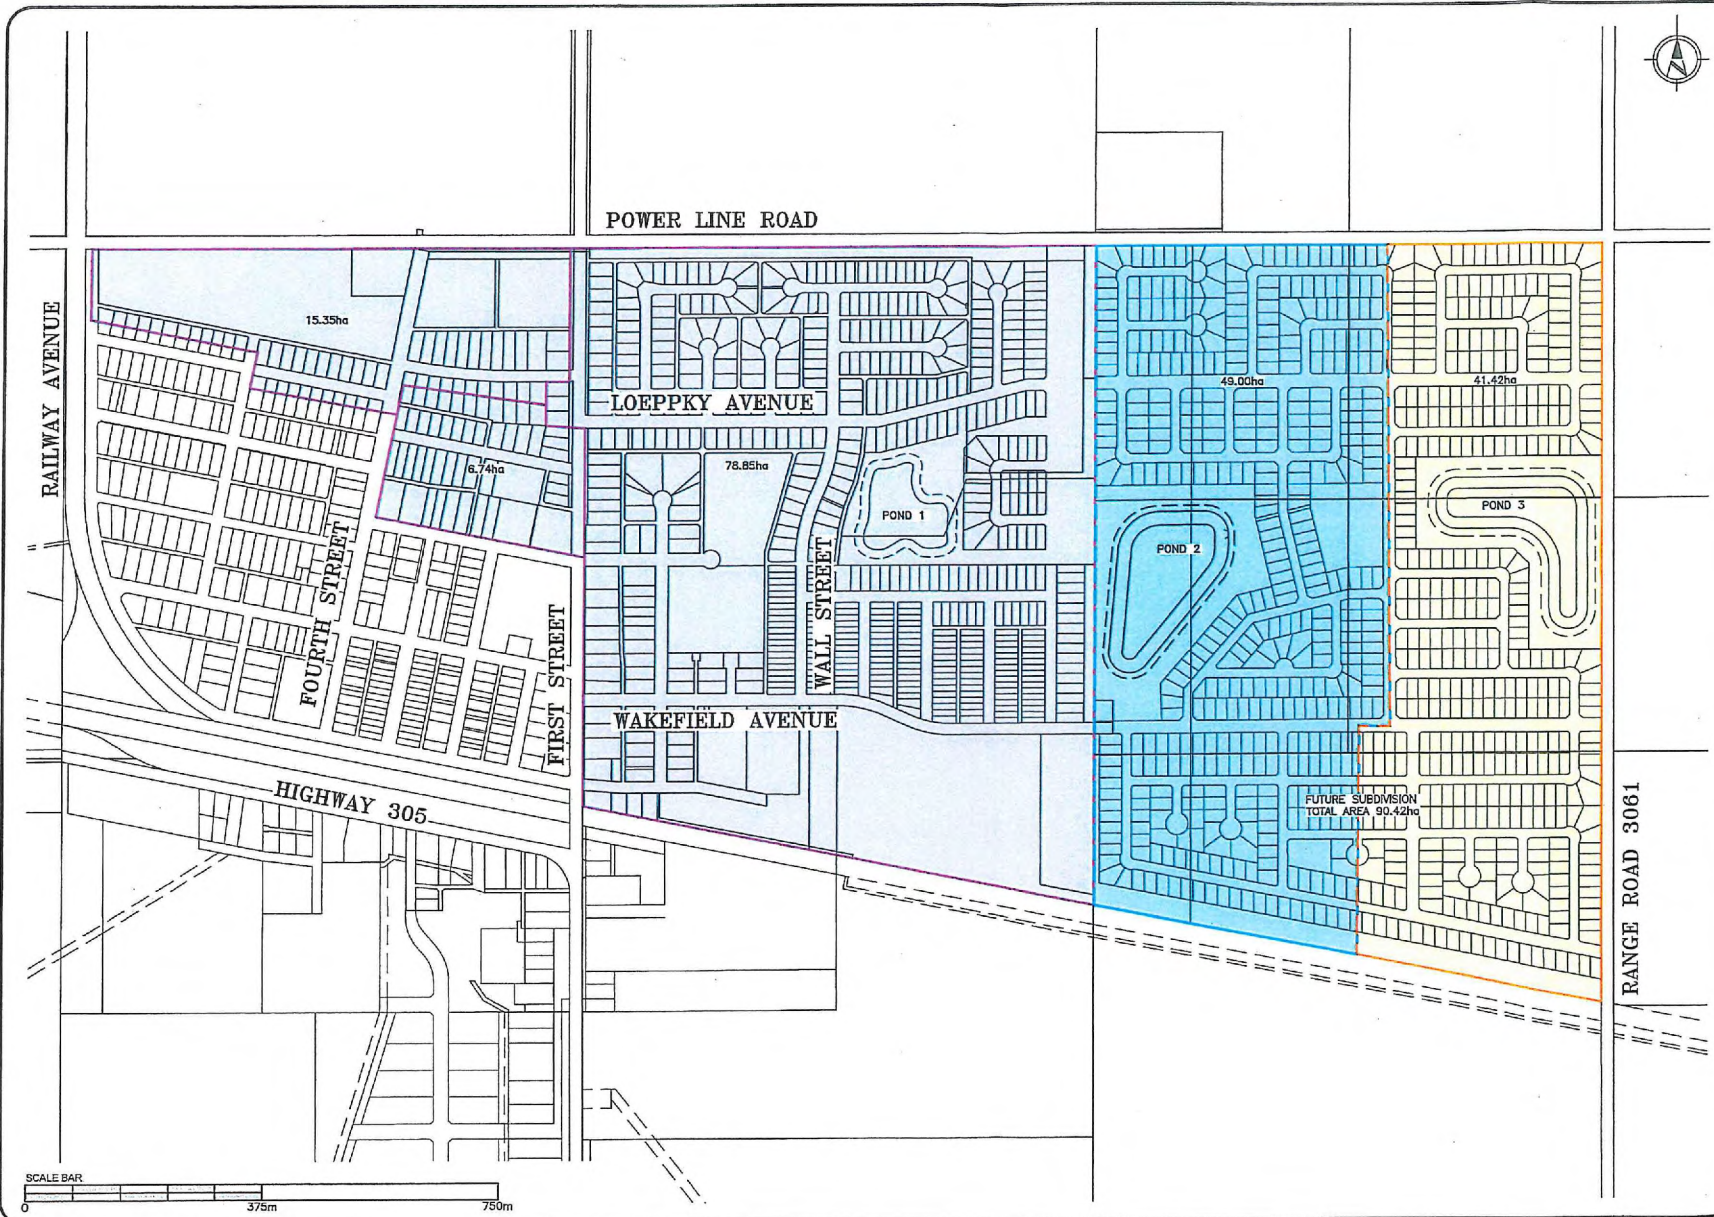 POWER LINE ROAD
RAILWAY AVENUE
15.35ha
LOEPPKY AVENUE
49.00ha
41.42ha
6.74ha
78.85ha
POND 1
POND 2
POND 3
FOURTH STREET
FIRST STREET
WALL STREET
WAKEFIELD AVENUE
HIGHWAY 305
FUTURE SUBDIVISION
TOTAL AREA 90.42ha
RANGE ROAD 3061
SCALE BAR
0 375m 750m